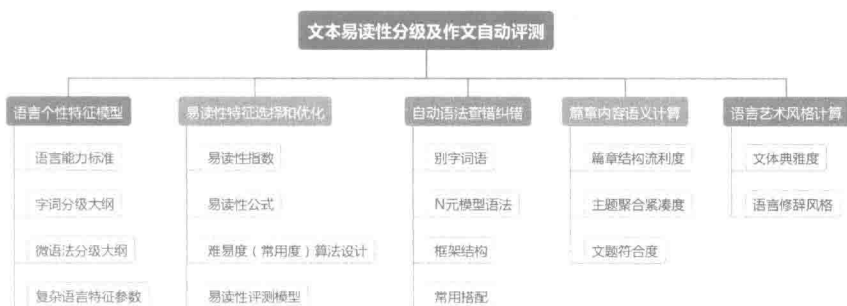 文本易读性分级及作文自动评测
语言个性特征模型
语言能力标准
字词分级大纲
微语法分级大纲
复杂语言特征参数
易读性特征选择和优化
易读性指数
易读性公式
难易度（常用度）算法设计
易读性评测模型
自动语法查错纠错
别字词语
N元模型语法
框架结构
常用搭配
篇章内容语义计算
篇章结构流利度
主题聚合紧凑度
文题符合度
语言艺术风格计算
文体典雅度
语言修辞风格